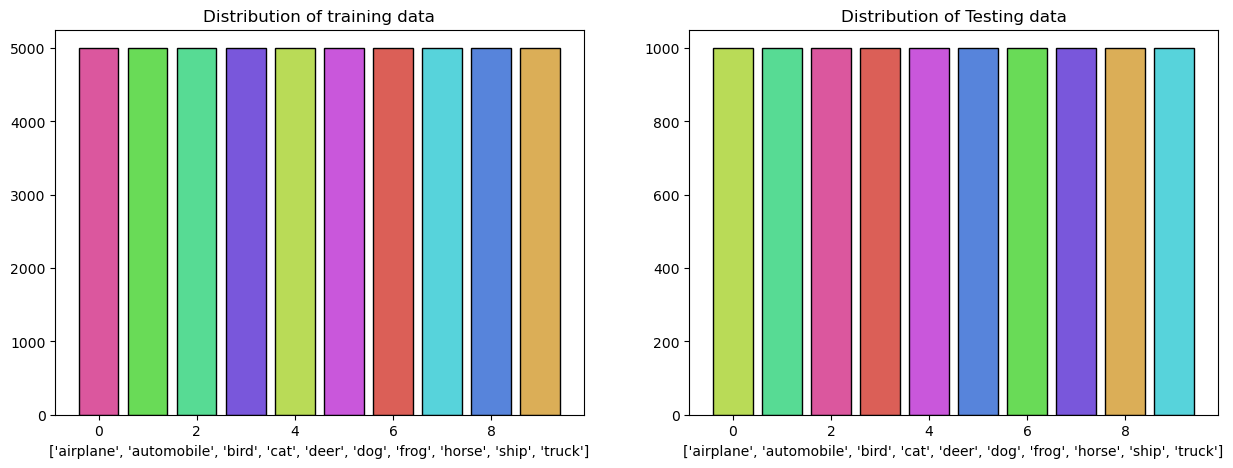 Distribution of training data
5000
4000
3000
2000
1000
0
0 2 4 6 8
['airplane', 'automobile', 'bird', 'cat', 'deer', 'dog', 'frog', 'horse', 'ship', 'truck']
Distribution of Testing data
1000
800
600
400
200
0
0 2 4 6 8
['airplane', 'automobile', 'bird', 'cat', 'deer', 'dog', 'frog', 'horse', 'ship', 'truck']